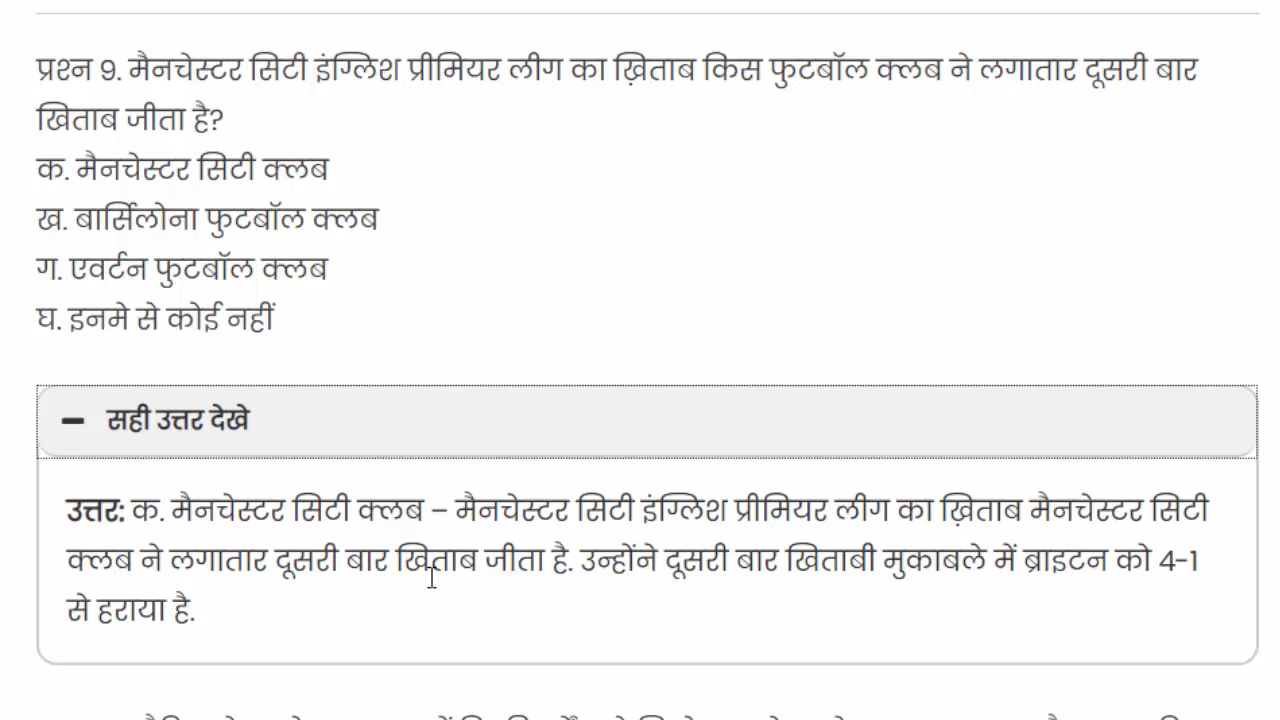 प्रश्न 9. मैनचेस्टर सिटी इंग्लिश प्रीमियर लीग का ख़िताब किस फुटबॉल क्लब ने लगातार दूसरी बार
खिताब जीता है?
क. मैनचेस्टर सिटी क्लब
ख. बार्सिलोना फुटबॉल क्लब
ग. एवर्टन फुटबॉल क्लब
घ. इनमे से कोई नहीं
सही उत्तर देखे
उत्तर: क. मैनचेस्टर सिटी क्लब – मैनचेस्टर सिटी इंग्लिश प्रीमियर लीग का ख़िताब मैनचेस्टर सिटी
क्लब ने लगातार दूसरी बार खिताब जीता है. उन्होंने दूसरी बार खिताबी मुकाबले में ब्राइटन को 4-1
से हराया है.